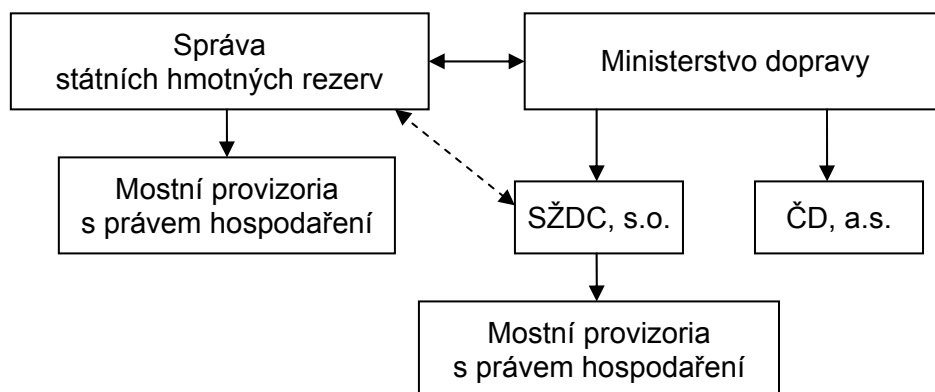 Správa
státních hmotných rezerv
Ministerstvo dopravy
Mostní provizoria
s právem hospodaření
SŽDC, s.o.
ČD, a.s.
Mostní provizoria
s právem hospodaření